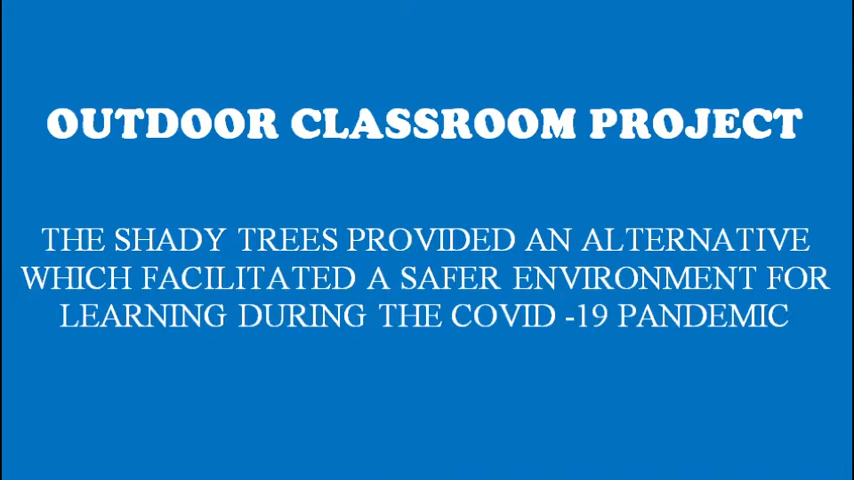 OUTDOOR CLASSROOM PROJECT
THE SHADY TREES PROVIDED AN ALTERNATIVE
WHICH FACILITATED A SAFER ENVIRONMENT FOR
LEARNING DURING THE COVID -19 PANDEMIC